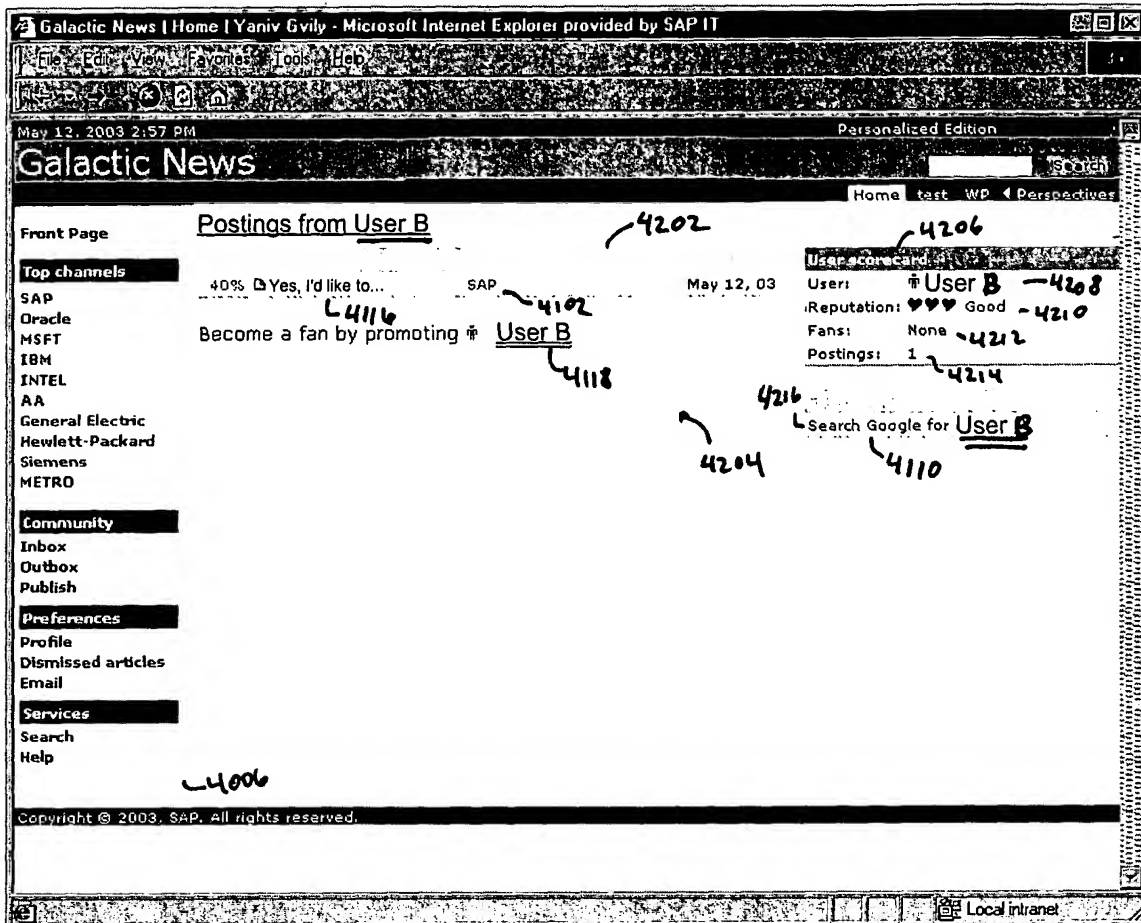 Galactic News | Home | Yaniv Gvily - Microsoft Internet Explorer provided by SAP IT
File Edit View Favorites Tools Help
May 12, 2003 2:57 PM Personalized Edition
Galactic News Search
Home test WP Perspectives
Front Page
Top channels
SAP
Oracle
MSFT
IBM
INTEL
AA
General Electric
Hewlett-Packard
Siemens
METRO
Community
Inbox
Outbox
Publish
Preferences
Profile
Dismissed articles
Email
Services
Search
Help
4006
Postings from User B
4202
40% Yes, I'd like to... SAP May 12, 03
4116 4102
Become a fan by promoting User B
4118
4204
4206
User scorecard
User: User B 4208
Reputation: ♥♥♥ Good 4210
Fans: None 4212
Postings: 1 4214
4216
Search Google for User B
4110
Copyright © 2003, SAP. All rights reserved.
Local intranet